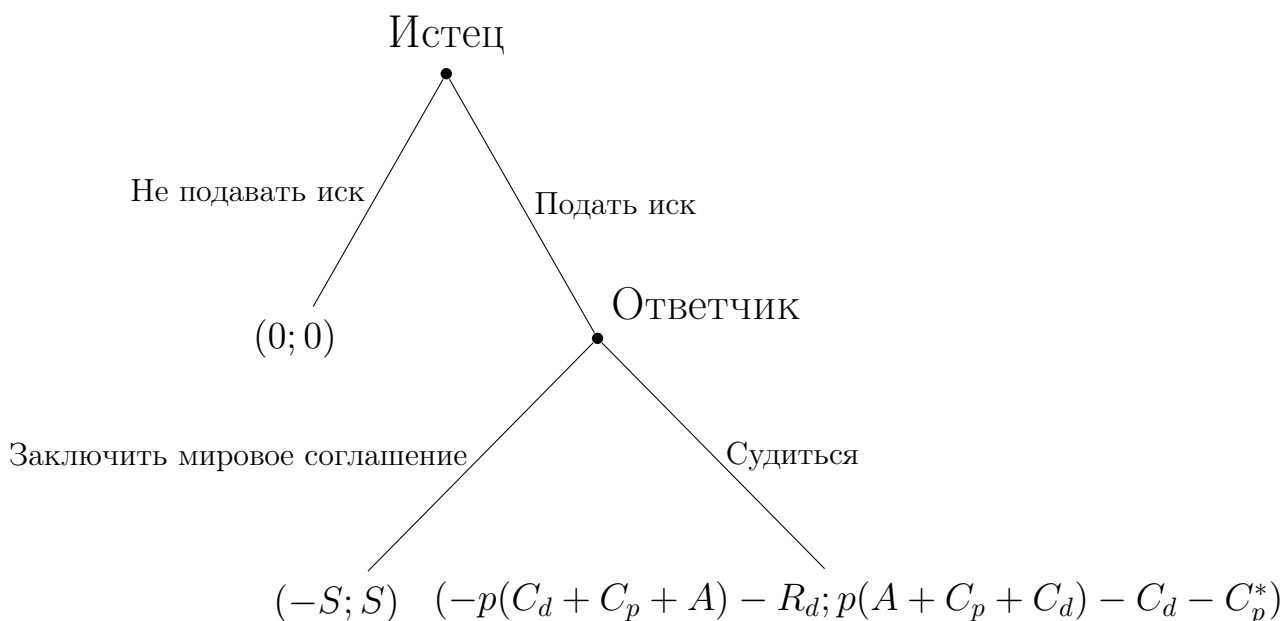 Истец
Не подавать иск
Подать иск
Ответчик
(0; 0)
Заключить мировое соглашение
Судиться
(−S; S)
(−p(C_d + C_p + A) − R_d; p(A + C_p + C_d) − C_d − C_p^*)